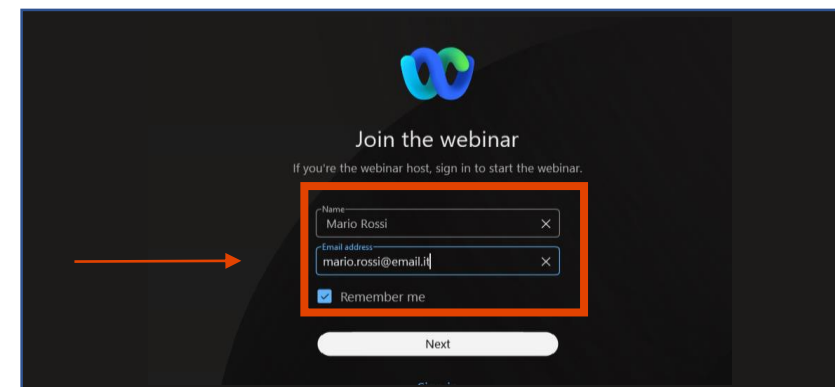 Join the webinar
If you're the webinar host, sign in to start the webinar.
Name
Mario Rossi
Email address
mario.rossi@email.it
Remember me
Next